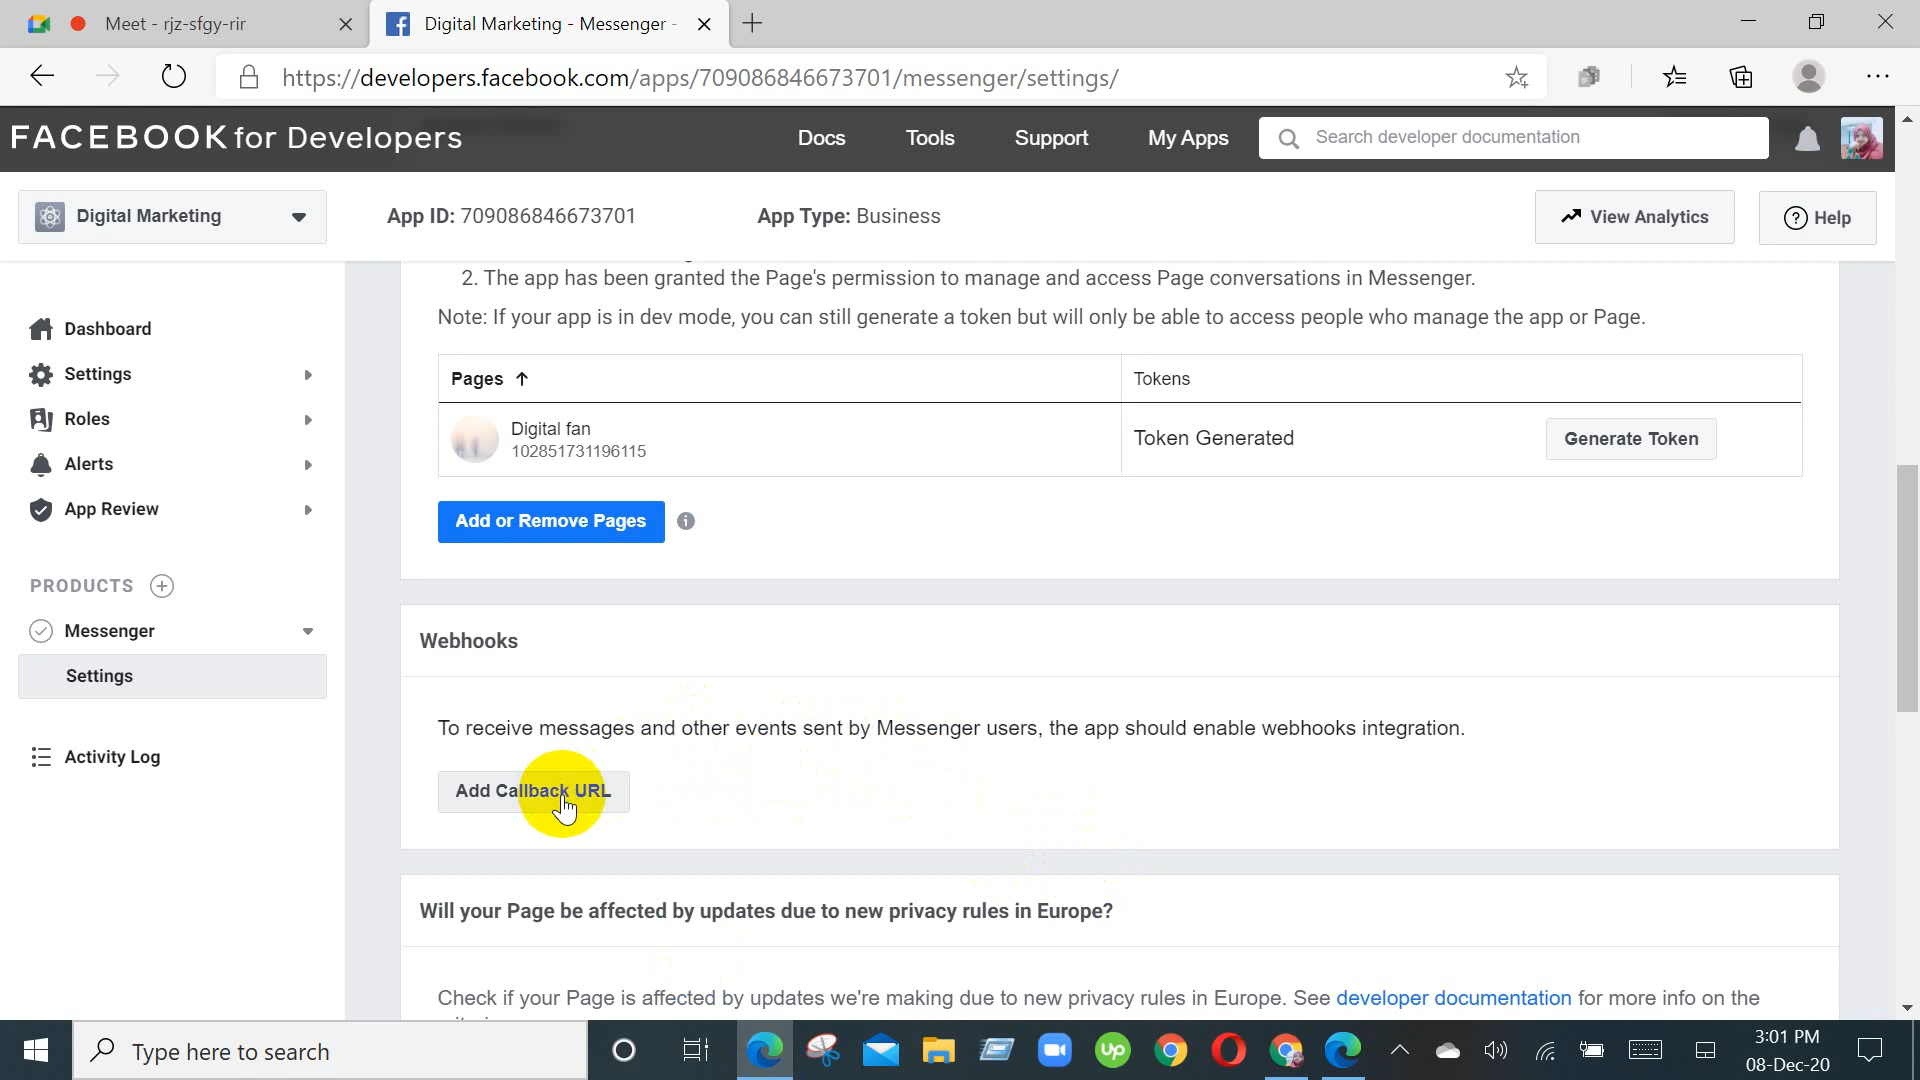 Meet - rjz-sfgy-rir
Digital Marketing - Messenger -
https://developers.facebook.com/apps/709086846673701/messenger/settings/
FACEBOOK for Developers
Docs
Tools
Support
My Apps
Search developer documentation
Digital Marketing
App ID: 709086846673701
App Type: Business
View Analytics
Help
2. The app has been granted the Page's permission to manage and access Page conversations in Messenger.
Note: If your app is in dev mode, you can still generate a token but will only be able to access people who manage the app or Page.
Dashboard
Settings
Roles
Alerts
App Review
PRODUCTS
Messenger
Settings
Activity Log
Pages
Tokens
Digital fan
102851731196115
Token Generated
Generate Token
Add or Remove Pages
Webhooks
To receive messages and other events sent by Messenger users, the app should enable webhooks integration.
Add Callback URL
Will your Page be affected by updates due to new privacy rules in Europe?
Check if your Page is affected by updates we're making due to new privacy rules in Europe. See developer documentation for more info on the
Type here to search
Up
3:01 PM
08-Dec-20